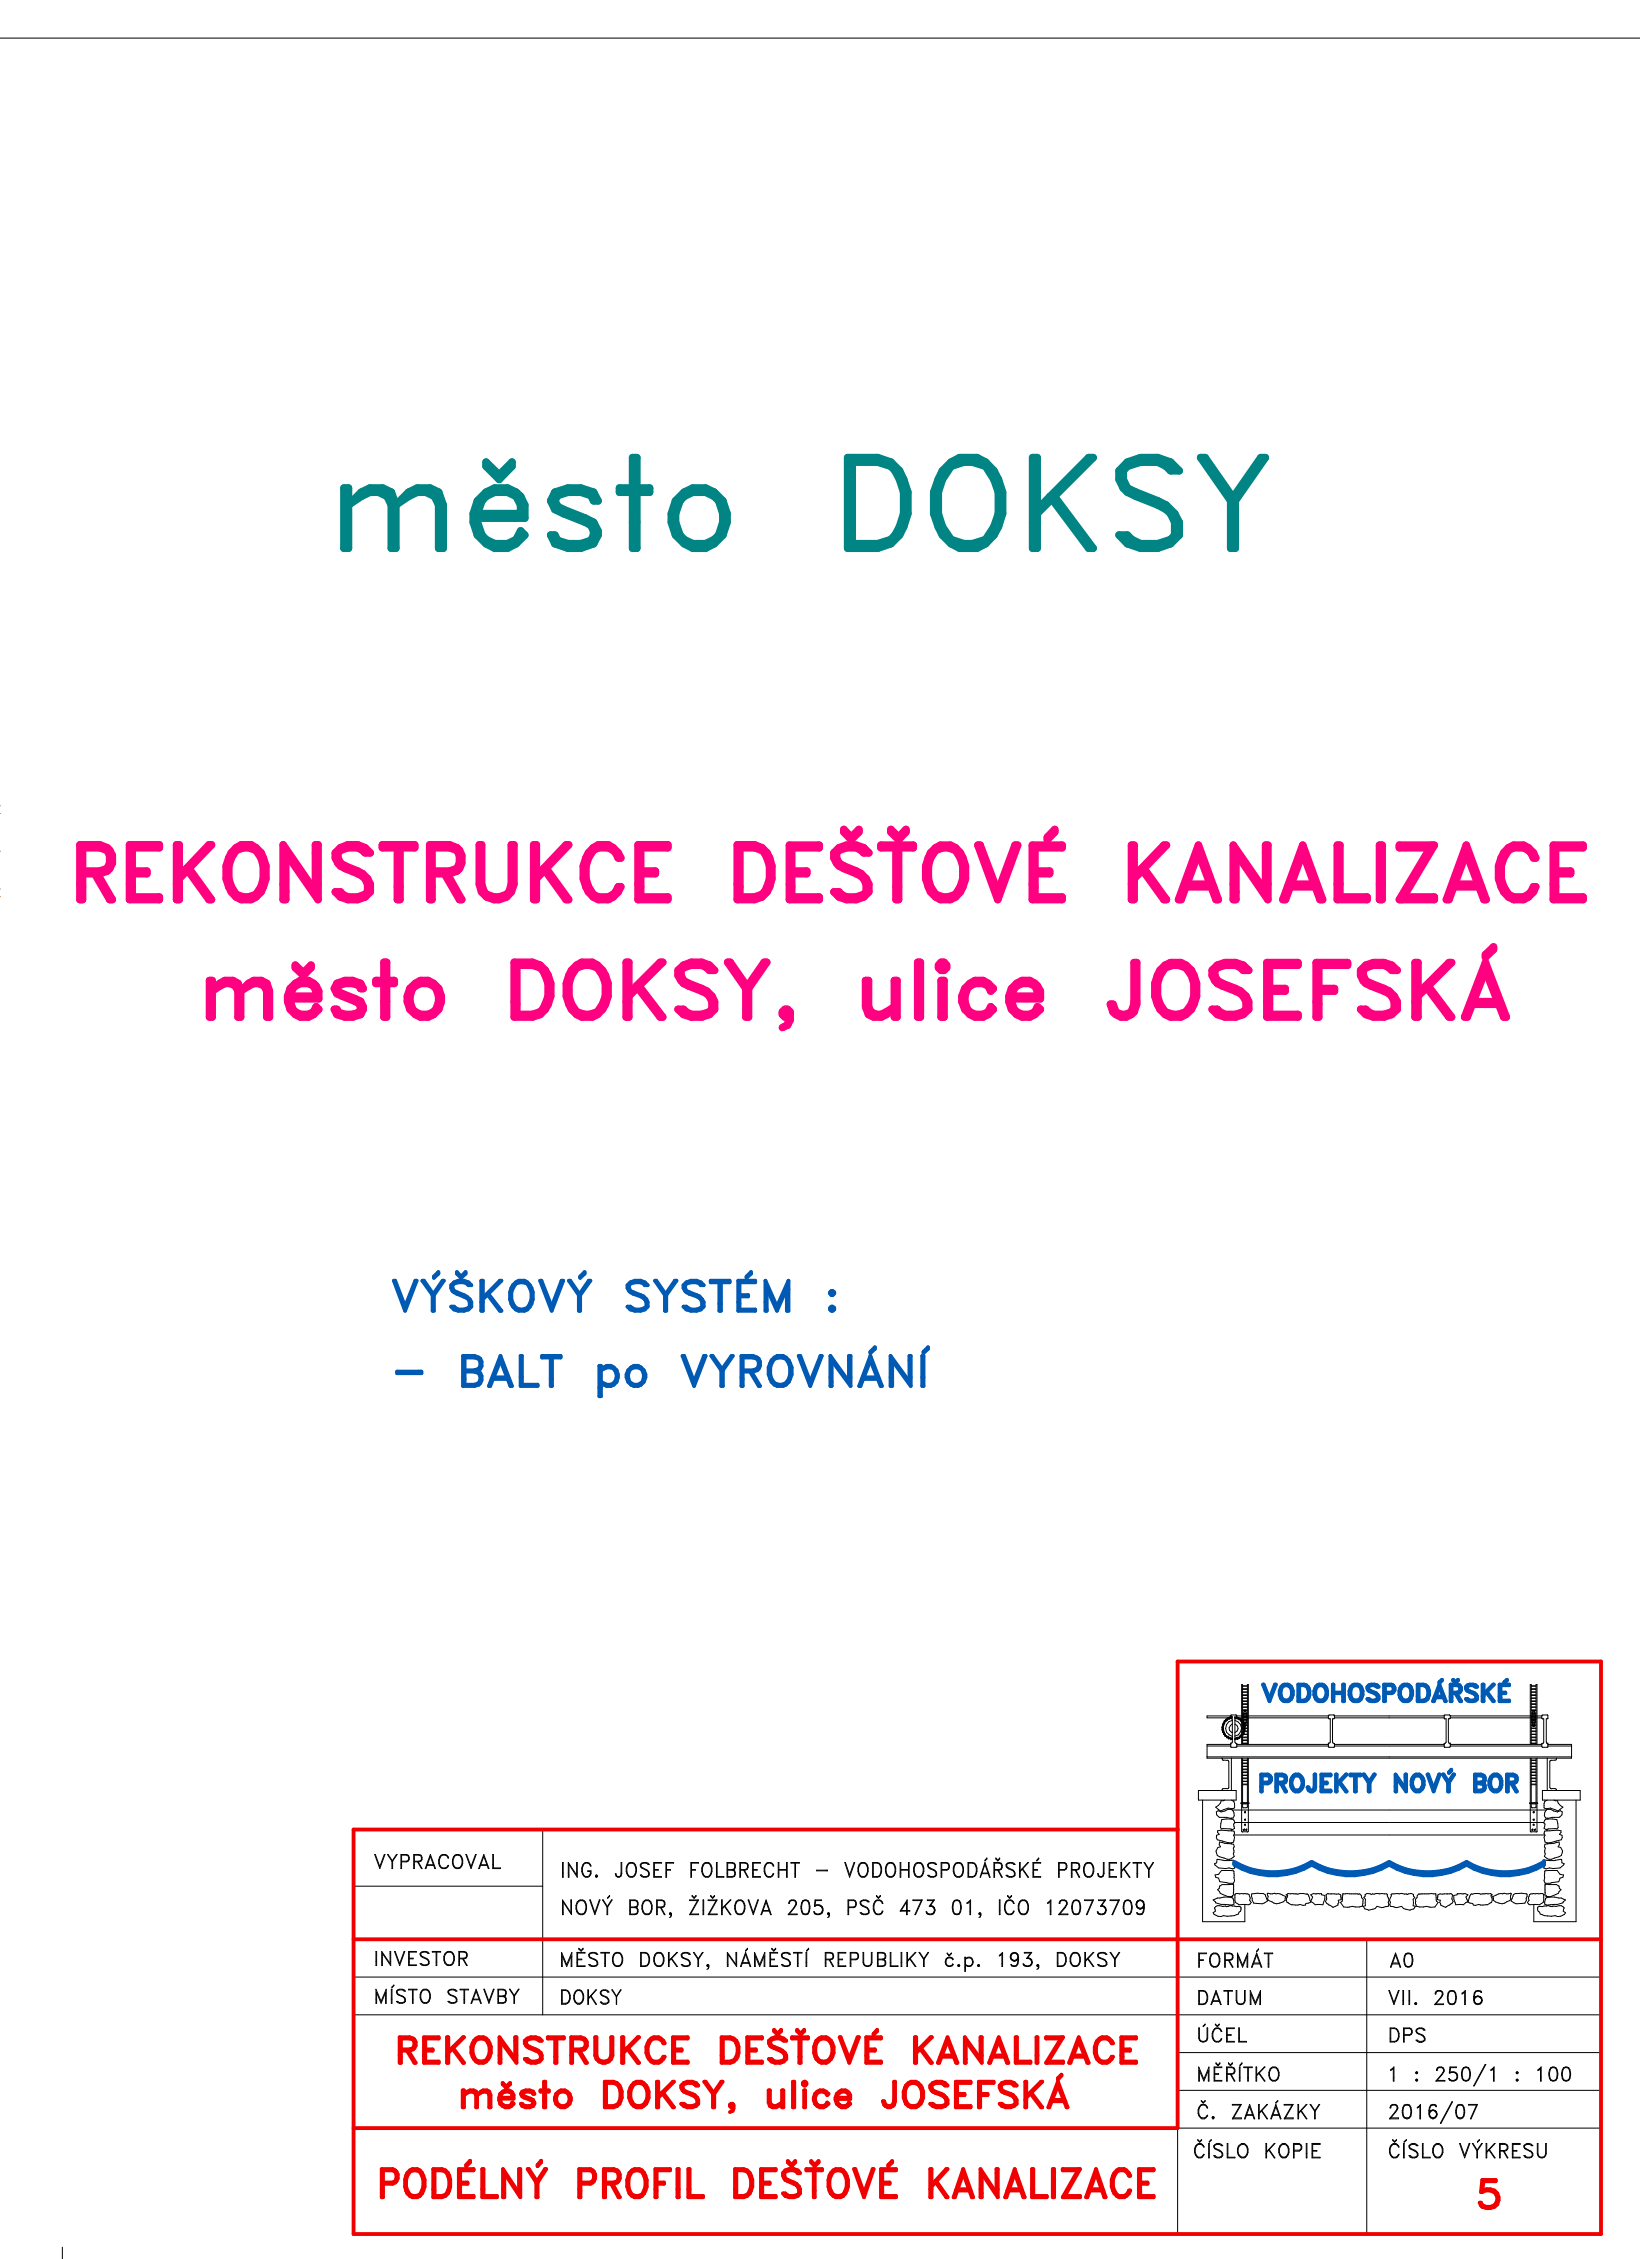 město DOKSY
REKONSTRUKCE DEŠŤOVÉ KANALIZACE
město DOKSY, ulice JOSEFSKÁ
VÝŠKOVÝ SYSTÉM :
– BALT po VYROVNÁNÍ
VODOHOSPODÁŘSKÉ
PROJEKTY NOVÝ BOR
VYPRACOVAL
ING. JOSEF FOLBRECHT – VODOHOSPODÁŘSKÉ PROJEKTY
NOVÝ BOR, ŽIŽKOVA 205, PSČ 473 01, IČO 12073709
INVESTOR MĚSTO DOKSY, NÁMĚSTÍ REPUBLIKY č.p. 193, DOKSY
MÍSTO STAVBY DOKSY
REKONSTRUKCE DEŠŤOVÉ KANALIZACE
město DOKSY, ulice JOSEFSKÁ
PODÉLNÝ PROFIL DEŠŤOVÉ KANALIZACE
FORMÁT A0
DATUM VII. 2016
ÚČEL DPS
MĚŘÍTKO 1 : 250/1 : 100
Č. ZAKÁZKY 2016/07
ČÍSLO KOPIE ČÍSLO VÝKRESU
5